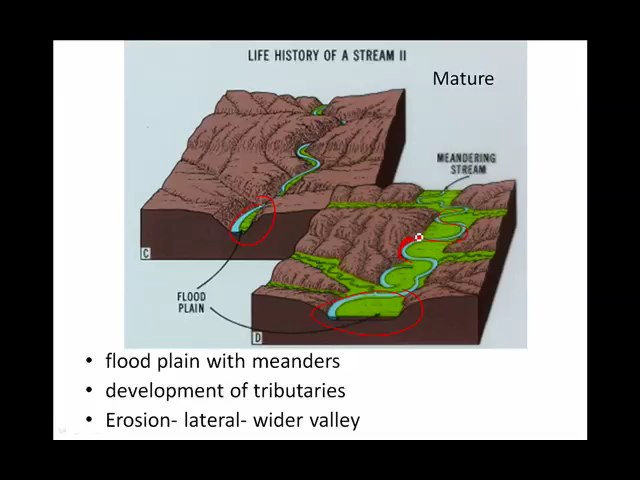 LIFE HISTORY OF A STREAM II
Mature
MEANDERING
STREAM
C
FLOOD
PLAIN
D
• flood plain with meanders
• development of tributaries
• Erosion- lateral- wider valley